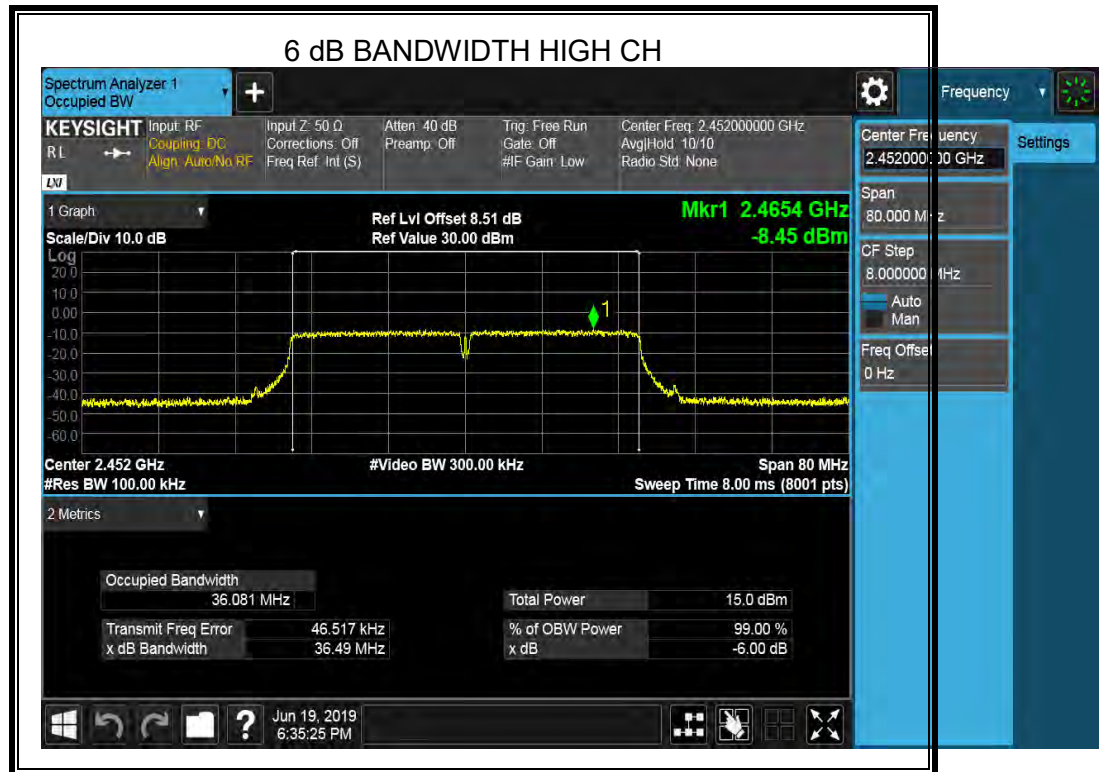 6 dB BANDWIDTH HIGH CH
Spectrum Analyzer 1
Occupied BW
+
Frequency
KEYSIGHT
RL
LXI
Input: RF
Coupling: DC
Align: Auto/No RF
Input Z: 50 Ω
Corrections: Off
Freq Ref: Int (S)
Atten: 40 dB
Preamp: Off
Trig: Free Run
Gate: Off
#IF Gain: Low
Center Freq: 2.452000000 GHz
Avg|Hold: 10/10
Radio Std: None
Center Frequency
2.452000000 GHz
Settings
Span
80.000 MHz
CF Step
8.000000 MHz
Auto
Man
Freq Offset
0 Hz
1 Graph
Scale/Div 10.0 dB
Ref Lvl Offset 8.51 dB
Ref Value 30.00 dBm
Mkr1 2.4654 GHz
-8.45 dBm
Log
20.0
10.0
0.00
-10.0
-20.0
-30.0
-40.0
-50.0
-60.0
1
Center 2.452 GHz
#Video BW 300.00 kHz
Span 80 MHz
#Res BW 100.00 kHz
Sweep Time 8.00 ms (8001 pts)
2 Metrics
Occupied Bandwidth
36.081 MHz
Total Power 15.0 dBm
Transmit Freq Error 46.517 kHz
% of OBW Power 99.00 %
x dB Bandwidth 36.49 MHz
x dB -6.00 dB
?
Jun 19, 2019
6:35:25 PM